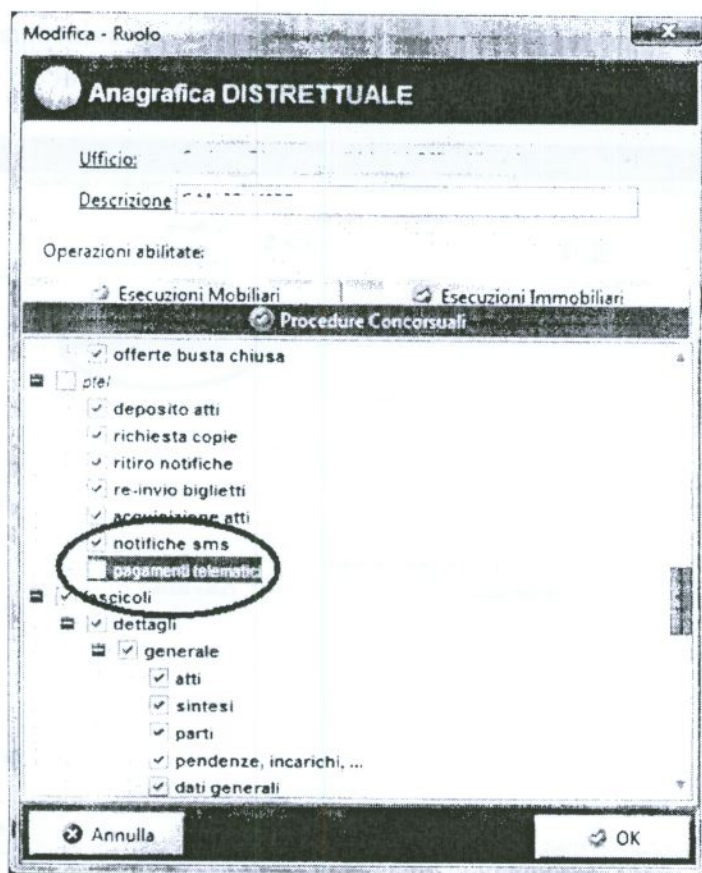 Modifica - Ruolo
Anagrafica DISTRETTUALE
Ufficio:
Descrizione
Operazioni abilitate:
Esecuzioni Mobiliari
Esecuzioni Immobiliari
Procedure Concorsuali
offerte busta chiusa
ptel
deposito atti
richiesta copie
ritiro notifiche
re-invio biglietti
acquisizione atti
notifiche sms
pagamenti telematici
fascicoli
dettagli
generale
atti
sintesi
parti
pendenze, incarichi, ...
dati generali
Annulla
OK